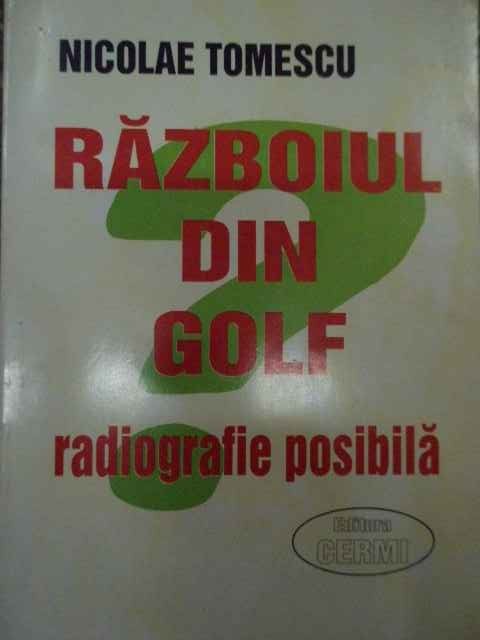 NICOLAE TOMESCU
RĂZBOIUL
DIN
GOLF
radiografie posibilă
Editura
CERMI